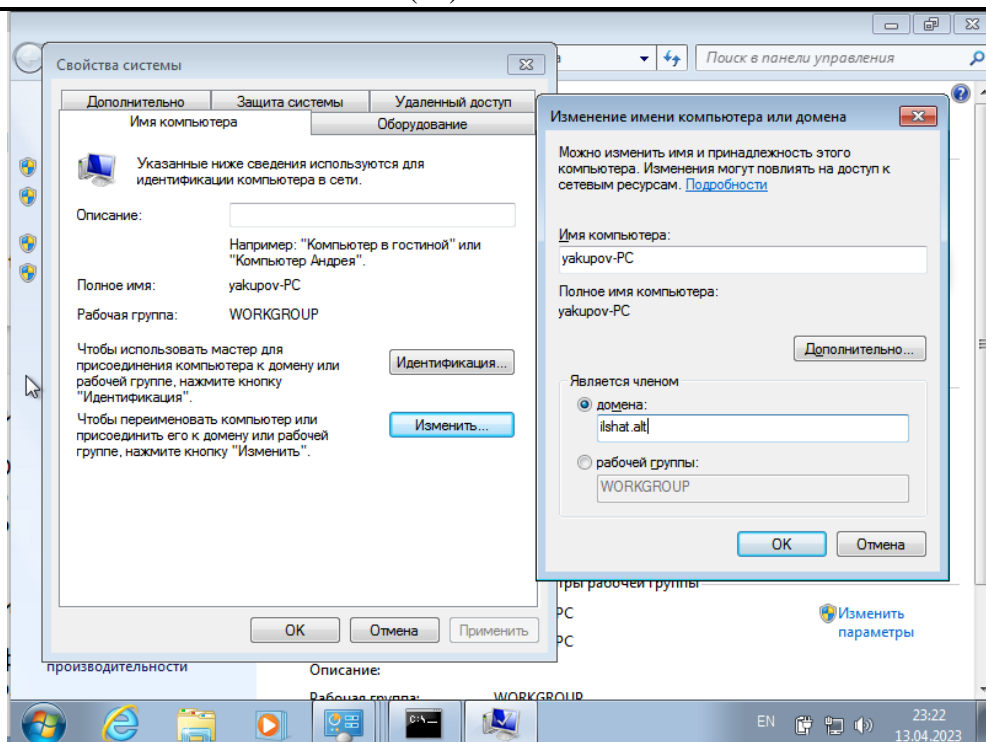 Поиск в панели управления
Свойства системы
Дополнительно
Защита системы
Удаленный доступ
Имя компьютера
Оборудование
Указанные ниже сведения используются для
идентификации компьютера в сети.
Описание:
Например: "Компьютер в гостиной" или
"Компьютер Андрея".
Полное имя:
yakupov-PC
Рабочая группа:
WORKGROUP
Чтобы использовать мастер для
присоединения компьютера к домену или
рабочей группе, нажмите кнопку
"Идентификация".
Идентификация...
Чтобы переименовать компьютер или
присоединить его к домену или рабочей
группе, нажмите кнопку "Изменить".
Изменить...
OK
Отмена
Применить
Изменение имени компьютера или домена
Можно изменить имя и принадлежность этого
компьютера. Изменения могут повлиять на доступ к
сетевым ресурсам. Подробности
Имя компьютера:
yakupov-PC
Полное имя компьютера:
yakupov-PC
Дополнительно...
Является членом
домена:
ilshat.alt
рабочей группы:
WORKGROUP
OK
Отмена
рабочей группы
PC
Изменить
параметры
PC
производительности
Описание:
Рабочая группа:
WORKGROUP
EN
23:22
13.04.2023